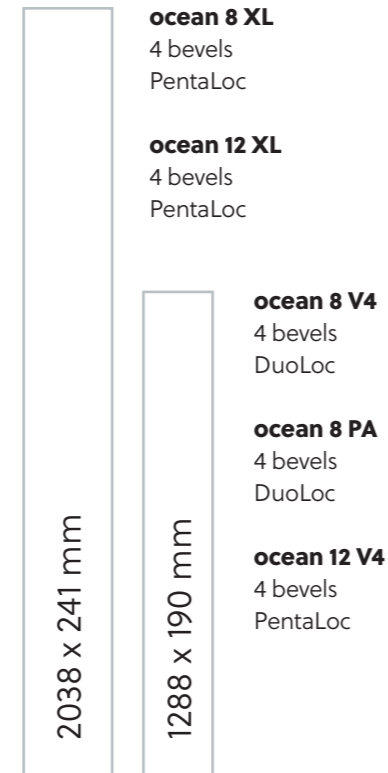 ocean 8 XL
4 bevels
PentaLoc
ocean 12 XL
4 bevels
PentaLoc
ocean 8 V4
4 bevels
DuoLoc
ocean 8 PA
4 bevels
DuoLoc
ocean 12 V4
4 bevels
PentaLoc
2038 x 241 mm
1288 x 190 mm